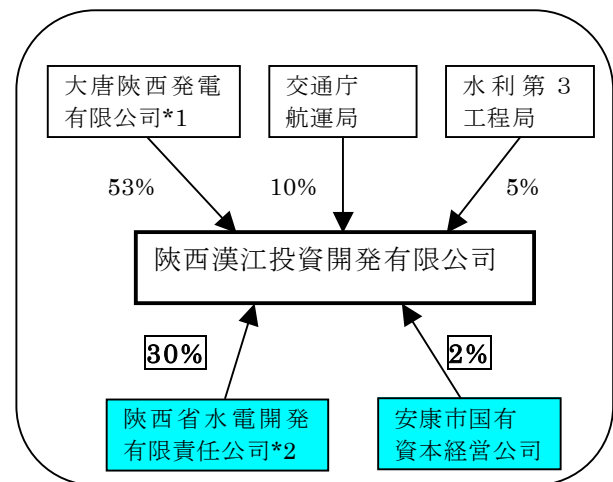 大唐陝西発電
有限公司*1
交通庁
航運局
水利第3
工程局
53%
10%
5%
陝西漢江投資開発有限公司
30%
2%
陝西省水電開発
有限責任公司*2
安康市国有
資本経営公司